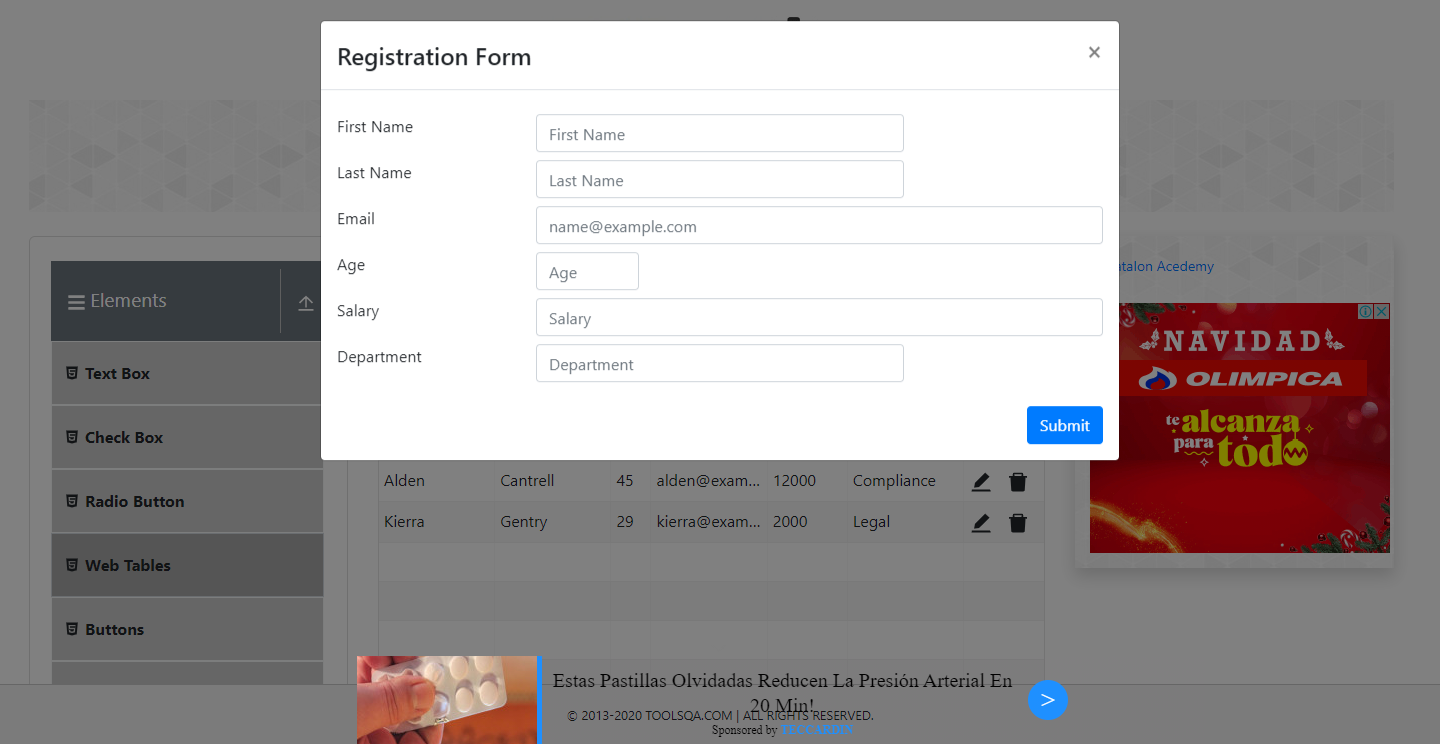 Registration Form
×
First Name
First Name
Last Name
Last Name
Email
name@example.com
Age
Age
Salary
Salary
Department
Department
Submit
Elements
Text Box
Check Box
Radio Button
Web Tables
Buttons
Alden Cantrell 45 alden@exam... 12000 Compliance
Kierra Gentry 29 kierra@exam... 2000 Legal
Acedemy
NAVIDAD
OLIMPICA
te alcanza
para todo
Estas Pastillas Olvidadas Reducen La Presión Arterial En
20 Min!
>
© 2013-2020 TOOLSQA.COM | ALL RIGHTS RESERVED.
Sponsored by